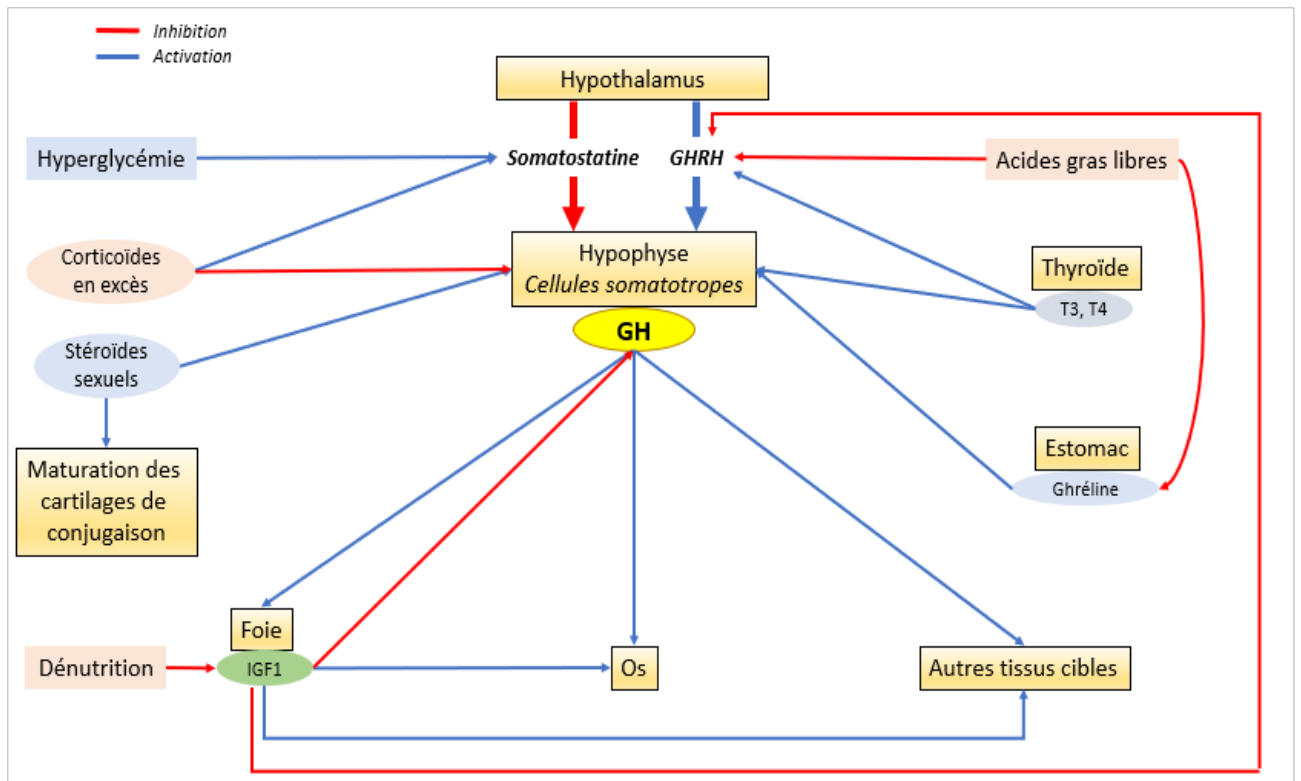 Inhibition
Activation
Hypothalamus
Hyperglycémie
Somatostatine
GHRH
Acides gras libres
Corticoïdes
en excès
Hypophyse
Cellules somatotropes
Thyroïde
T3, T4
GH
Stéroïdes
sexuels
Maturation des
cartilages de
conjugaison
Estomac
Ghréline
Foie
IGF1
Dénutrition
Os
Autres tissus cibles